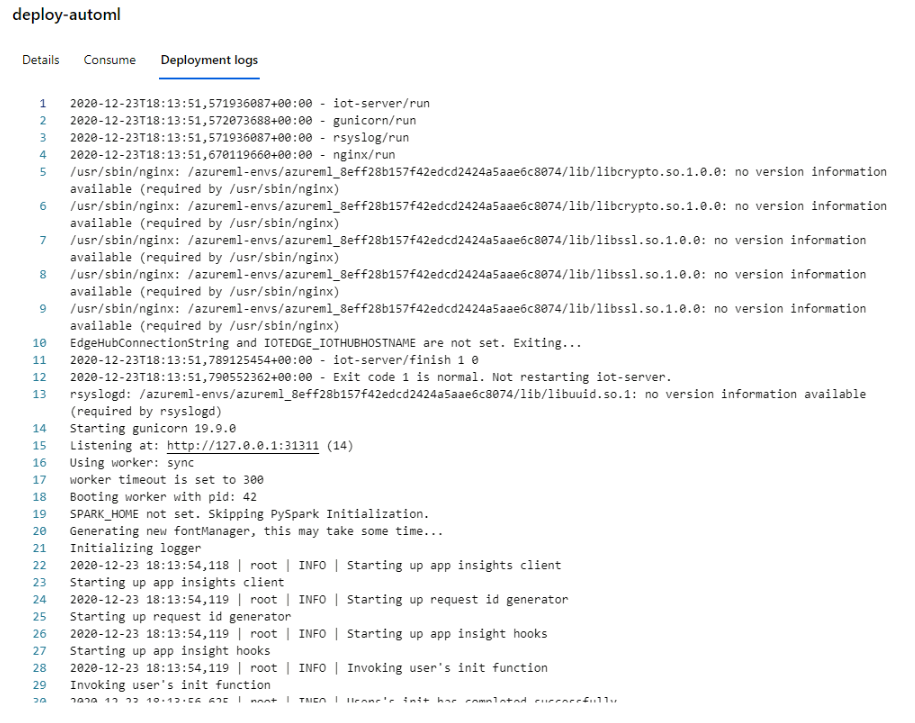 deploy-automl
Details Consume Deployment logs
1 2020-12-23T18:13:51,571936087+00:00 - iot-server/run
2 2020-12-23T18:13:51,572073688+00:00 - gunicorn/run
3 2020-12-23T18:13:51,571936087+00:00 - rsyslog/run
4 2020-12-23T18:13:51,670119660+00:00 - nginx/run
5 /usr/sbin/nginx: /azureml-envs/azureml_8eff28b157f42edcd2424a5aae6c8074/lib/libcrypto.so.1.0.0: no version information
available (required by /usr/sbin/nginx)
6 /usr/sbin/nginx: /azureml-envs/azureml_8eff28b157f42edcd2424a5aae6c8074/lib/libcrypto.so.1.0.0: no version information
available (required by /usr/sbin/nginx)
7 /usr/sbin/nginx: /azureml-envs/azureml_8eff28b157f42edcd2424a5aae6c8074/lib/libssl.so.1.0.0: no version information
available (required by /usr/sbin/nginx)
8 /usr/sbin/nginx: /azureml-envs/azureml_8eff28b157f42edcd2424a5aae6c8074/lib/libssl.so.1.0.0: no version information
available (required by /usr/sbin/nginx)
9 /usr/sbin/nginx: /azureml-envs/azureml_8eff28b157f42edcd2424a5aae6c8074/lib/libssl.so.1.0.0: no version information
available (required by /usr/sbin/nginx)
10 EdgeHubConnectionString and IOTEDGE_IOTHUBHOSTNAME are not set. Exiting...
11 2020-12-23T18:13:51,789125454+00:00 - iot-server/finish 1 0
12 2020-12-23T18:13:51,790552362+00:00 - Exit code 1 is normal. Not restarting iot-server.
13 rsyslogd: /azureml-envs/azureml_8eff28b157f42edcd2424a5aae6c8074/lib/libuuid.so.1: no version information available
(required by rsyslogd)
14 Starting gunicorn 19.9.0
15 Listening at: http://127.0.0.1:31311 (14)
16 Using worker: sync
17 worker timeout is set to 300
18 Booting worker with pid: 42
19 SPARK_HOME not set. Skipping PySpark Initialization.
20 Generating new fontManager, this may take some time...
21 Initializing logger
22 2020-12-23 18:13:54,118 | root | INFO | Starting up app insights client
23 Starting up app insights client
24 2020-12-23 18:13:54,119 | root | INFO | Starting up request id generator
25 Starting up request id generator
26 2020-12-23 18:13:54,119 | root | INFO | Starting up app insight hooks
27 Starting up app insight hooks
28 2020-12-23 18:13:54,119 | root | INFO | Invoking user's init function
29 Invoking user's init function
30 2020-12-23 18:13:56,625 | root | INFO | Users's init has completed successfully